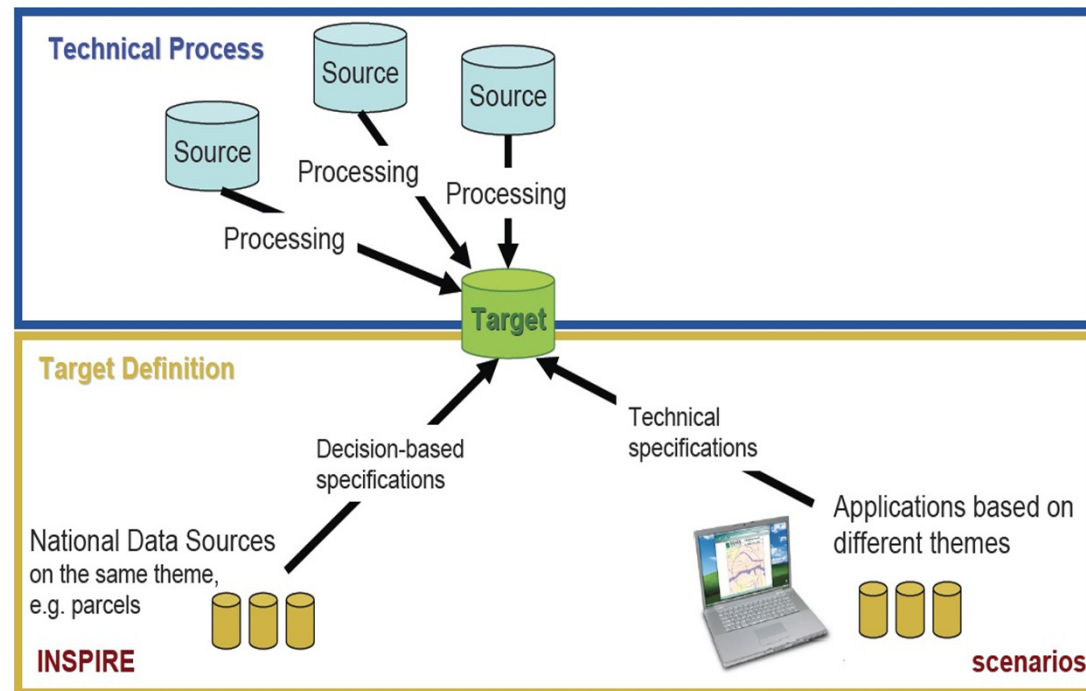 Technical Process
Source
Source
Source
Processing
Processing
Processing
Target
Target Definition
Decision-based
specifications
Technical
specifications
National Data Sources
on the same theme,
e.g. parcels
Applications based on
different themes
INSPIRE
scenarios